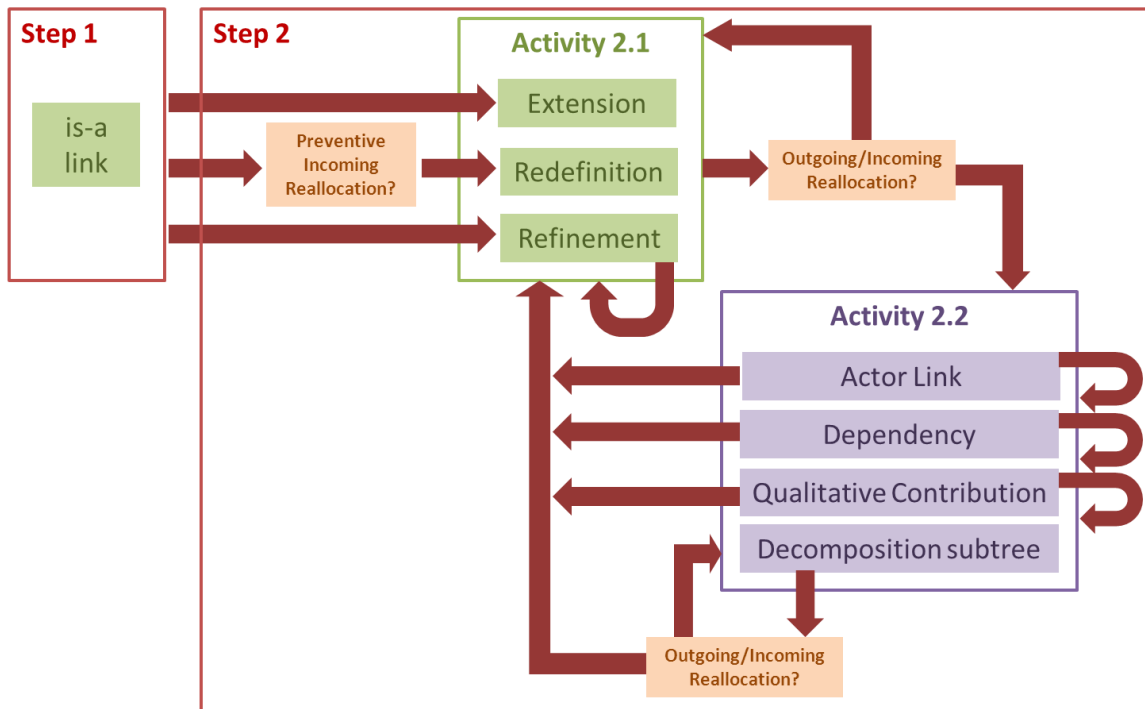 Step 1
is-a
link
Step 2
Preventive
Incoming
Reallocation?
Activity 2.1
Extension
Redefinition
Refinement
Outgoing/Incoming
Reallocation?
Activity 2.2
Actor Link
Dependency
Qualitative Contribution
Decomposition subtree
Outgoing/Incoming
Reallocation?